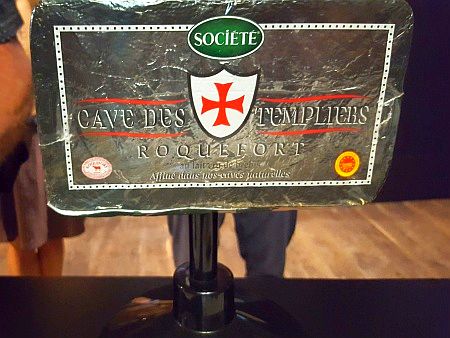 SOCIÉTÉ
CAVE DES TEMPLIERS
ROQUEFORT
Affiné dans nos caves naturelles